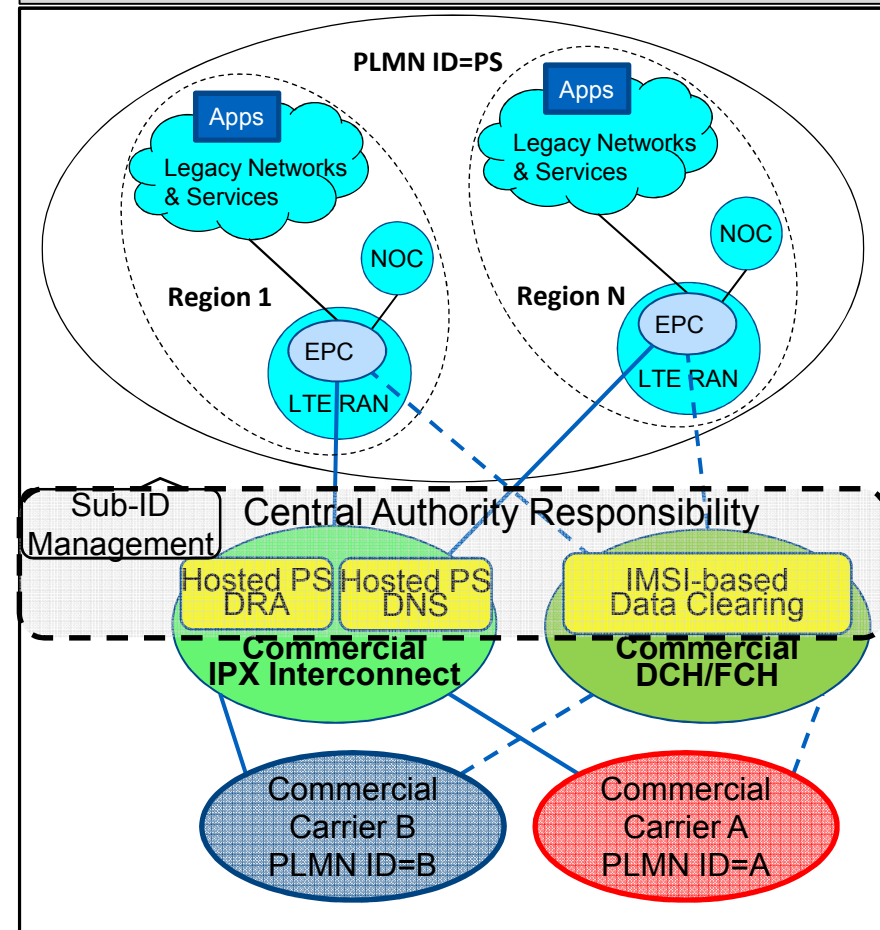 PLMN ID=PS
Apps
Legacy Networks
& Services
NOC
Region 1
EPC
LTE RAN
Apps
Legacy Networks
& Services
NOC
Region N
EPC
LTE RAN
Sub-ID
Management
Central Authority Responsibility
Hosted PS
DRA
Hosted PS
DNS
IMSI-based
Data Clearing
Commercial
IPX Interconnect
Commercial
DCH/FCH
Commercial
Carrier B
PLMN ID=B
Commercial
Carrier A
PLMN ID=A